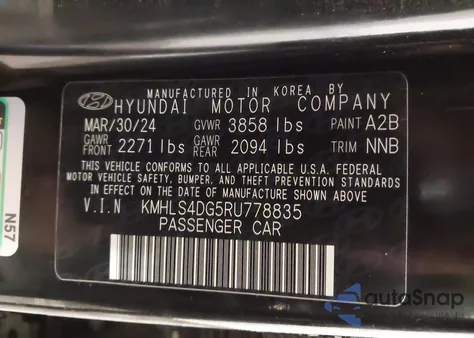 MANUFACTURED IN KOREA BY
HYUNDAI MOTOR COMPANY
MAR/30/24 GVWR 3858 lbs PAINT A2B
GAWR FRONT 2271 lbs GAWR REAR 2094 lbs TRIM NNB
THIS VEHICLE CONFORMS TO ALL APPLICABLE U.S.A. FEDERAL
MOTOR VEHICLE SAFETY, BUMPER, AND THEFT PREVENTION STANDARDS
IN EFFECT ON THE DATE OF MANUFACTURE SHOWN ABOVE.
V.I.N KMHLS4DG5RU778835
PASSENGER CAR
N57
autoSnap